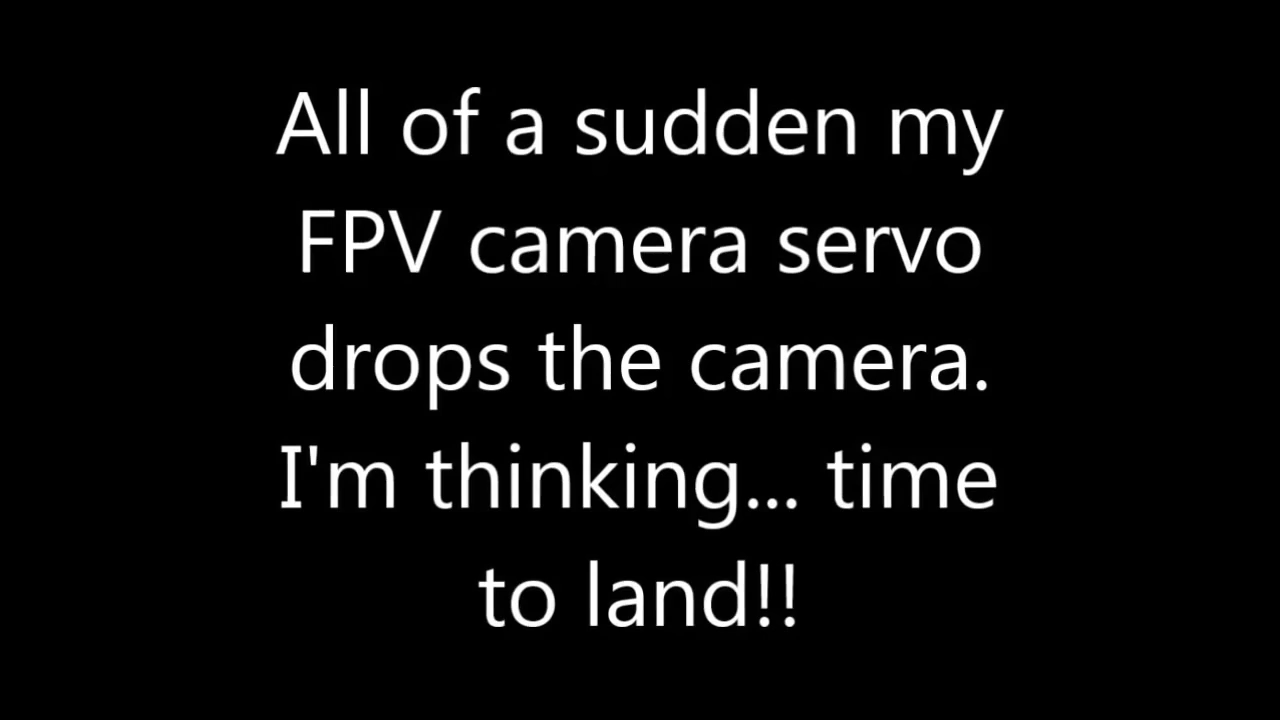 All of a sudden my
FPV camera servo
drops the camera.
I'm thinking... time
to land!!